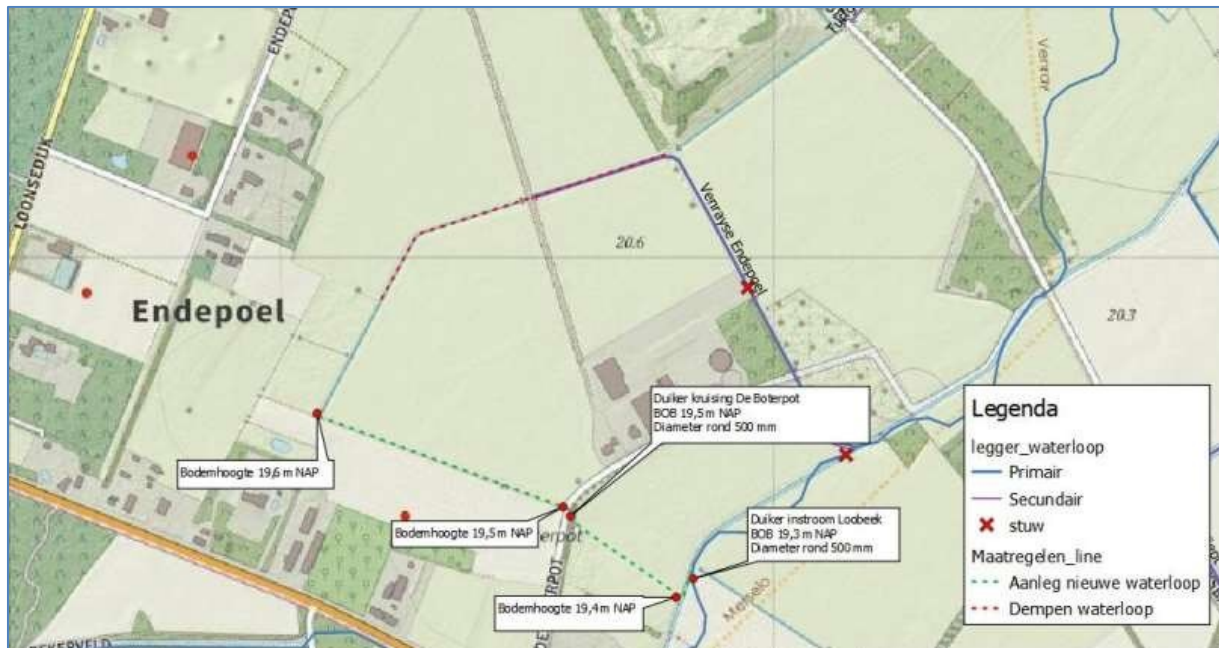 ENDEPO
LOONSEDIJK
Endepoel
20.6
Venrayse Endepoel
20.3
Duiker kruising De Boterpot
BOB 19,5 m NAP
Diameter rond 500 mm
Bodemhoogte 19,6 m NAP
Bodemhoogte 19,5 m NAP
erpot
Duiker instroom Loobeek
BOB 19,3 m NAP
Diameter rond 500 mm
Bodemhoogte 19,4 m NAP
Legenda
legger_waterloop
Primair
Secundair
stuw
Maatregelen_line
Aanleg nieuwe waterloop
Dempen waterloop